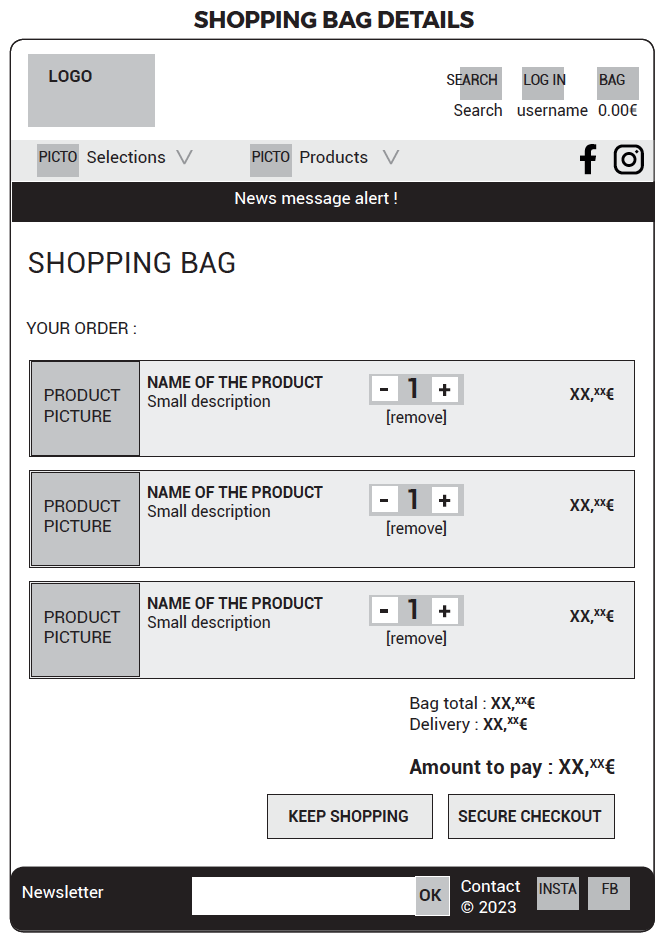 SHOPPING BAG DETAILS
LOGO
SEARCH LOG IN BAG
Search username 0.00€
PICTO Selections PICTO Products
News message alert !
SHOPPING BAG
YOUR ORDER :
PRODUCT PICTURE
NAME OF THE PRODUCT
Small description
- 1 +
[remove]
XX,xx€
PRODUCT PICTURE
NAME OF THE PRODUCT
Small description
- 1 +
[remove]
XX,xx€
PRODUCT PICTURE
NAME OF THE PRODUCT
Small description
- 1 +
[remove]
XX,xx€
Bag total : XX,xx€
Delivery : XX,xx€
Amount to pay : XX,XX€
KEEP SHOPPING SECURE CHECKOUT
Newsletter OK Contact INSTA FB
© 2023